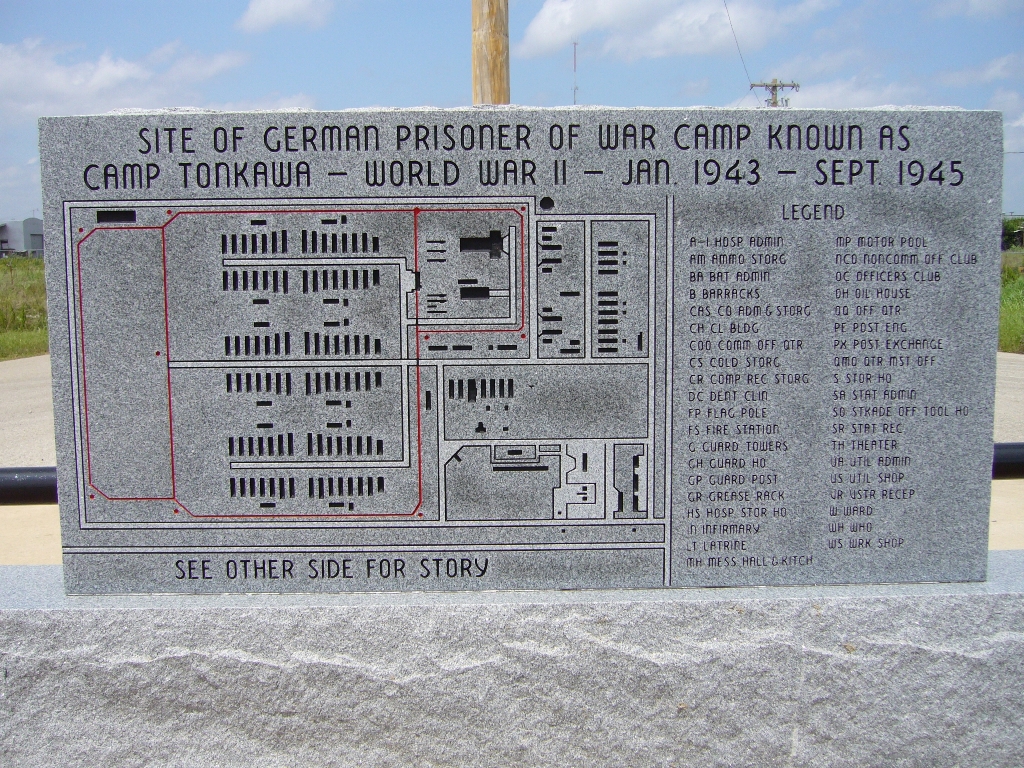 SITE OF GERMAN PRISONER OF WAR CAMP KNOWN AS
CAMP TONKAWA – WORLD WAR II – JAN. 1943 – SEPT. 1945
LEGEND
A-I HOSP ADMIN
AM AMMO STORG
BA BAT ADMIN
B BARRACKS
CAS CO ADM & STORG
CH CL BLDG
COQ COMM OFF QTR
CS COLD STORG
CR COMP REC STORG
DC DENT CLIN
FP FLAG POLE
FS FIRE STATION
G GUARD TOWERS
GH GUARD HO
GP GUARD POST
GR GREASE RACK
HS HOSP STOR HO
IN INFIRMARY
LT LATRINE
MH MESS HALL & KITCH
MP MOTOR POOL
NCO NONCOMM OFF CLUB
OC OFFICERS CLUB
OH OIL HOUSE
OQ OFF QTR
PE POST ENG
PX POST EXCHANGE
QMO QTR MST OFF
S STOR HO
SA STAT ADMIN
SO STKADE OFF TOOL HO
SR STAT REC
TH THEATER
UA UTIL ADMIN
US UTIL SHOP
VR VSTR RECEP
W WARD
WH WHO
WS WRK SHOP
SEE OTHER SIDE FOR STORY